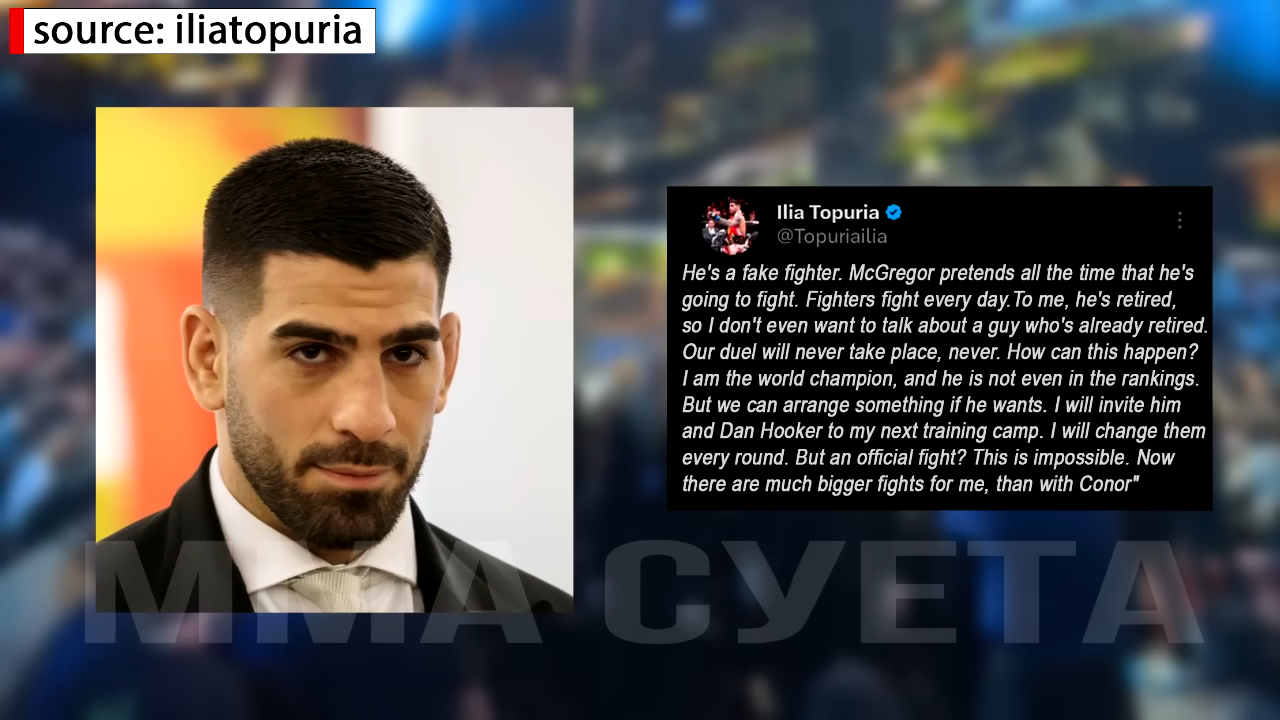 source: iliatopuria
Ilia Topuria
@Topuriailia
He's a fake fighter. McGregor pretends all the time that he's
going to fight. Fighters fight every day.To me, he's retired,
so I don't even want to talk about a guy who's already retired.
Our duel will never take place, never. How can this happen?
I am the world champion, and he is not even in the rankings.
But we can arrange something if he wants. I will invite him
and Dan Hooker to my next training camp. I will change them
every round. But an official fight? This is impossible. Now
there are much bigger fights for me, than with Conor"
ММА СУЕТА